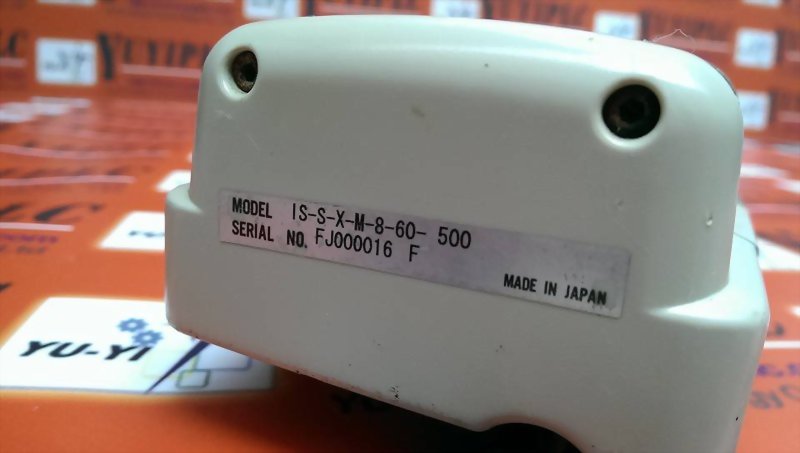 MODEL IS-S-X-M-8-60- 500
SERIAL NO. FJ000016 F
MADE IN JAPAN
YU-YI